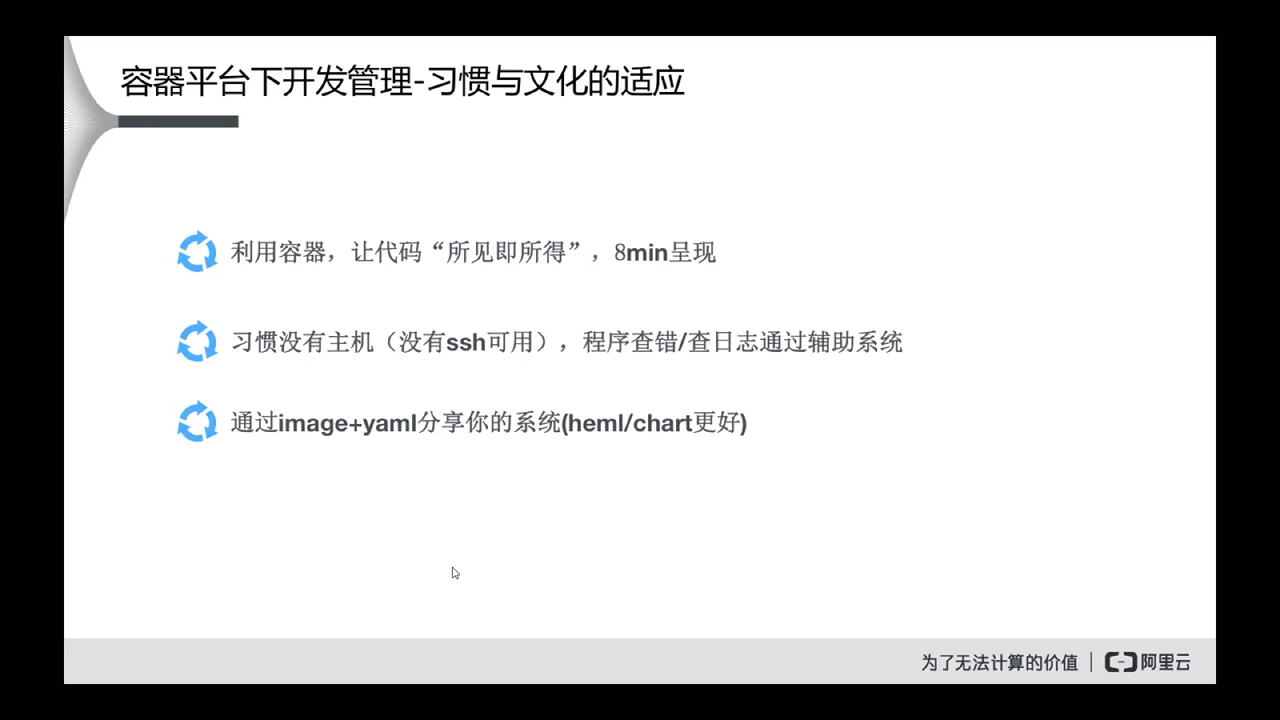 容器平台下开发管理-习惯与文化的适应
利用容器，让代码“所见即所得”，8min呈现
习惯没有主机（没有ssh可用），程序查错/查日志通过辅助系统
通过image+yaml分享你的系统(heml/chart更好)
为了无法计算的价值 | 阿里云